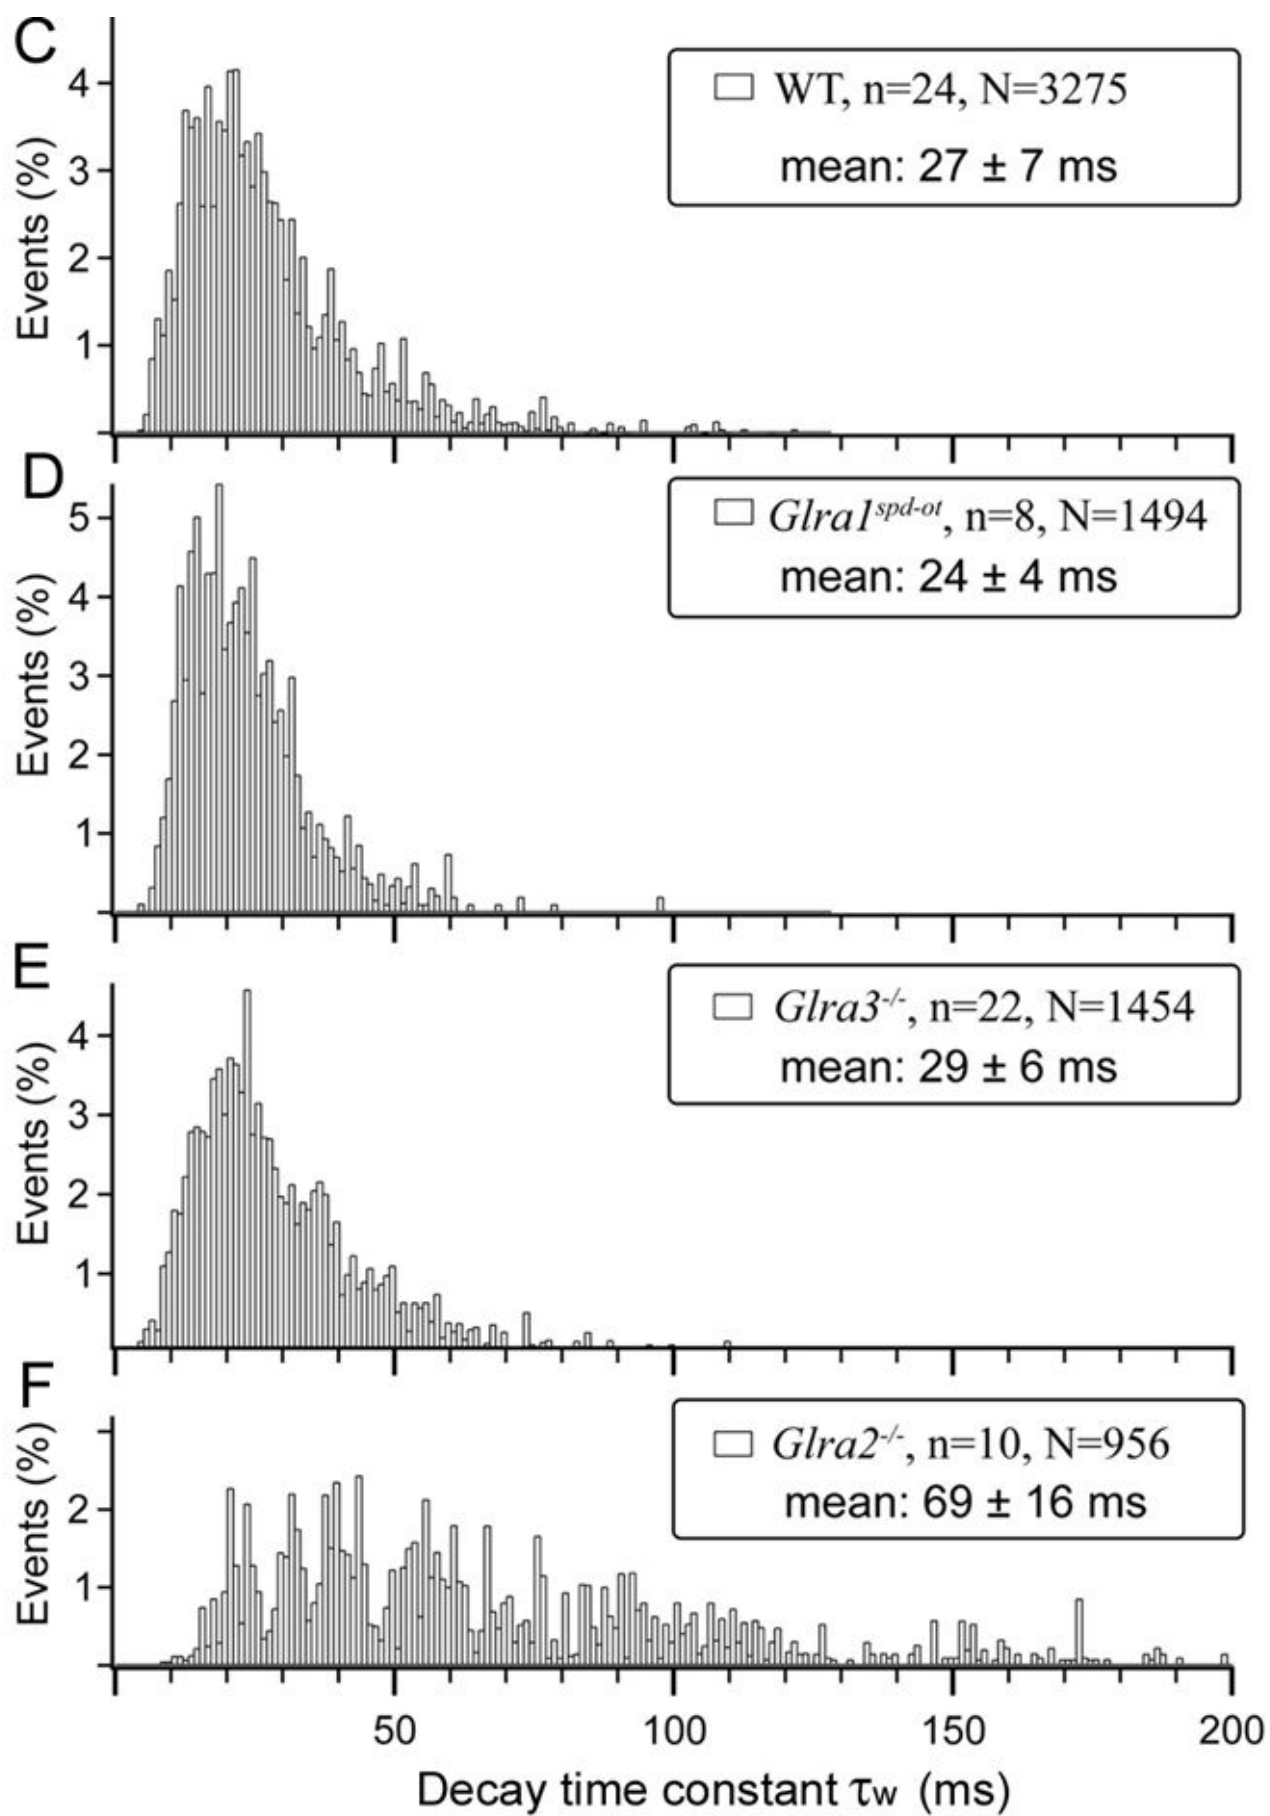 C
Events (%)
4
3
2
1
WT, n=24, N=3275
mean: 27 ± 7 ms
D
Events (%)
5
4
3
2
1
Glra1spd-ot, n=8, N=1494
mean: 24 ± 4 ms
E
Events (%)
4
3
2
1
Glra3-/-, n=22, N=1454
mean: 29 ± 6 ms
F
Events (%)
2
1
Glra2-/-, n=10, N=956
mean: 69 ± 16 ms
50 100 150 200
Decay time constant τw (ms)